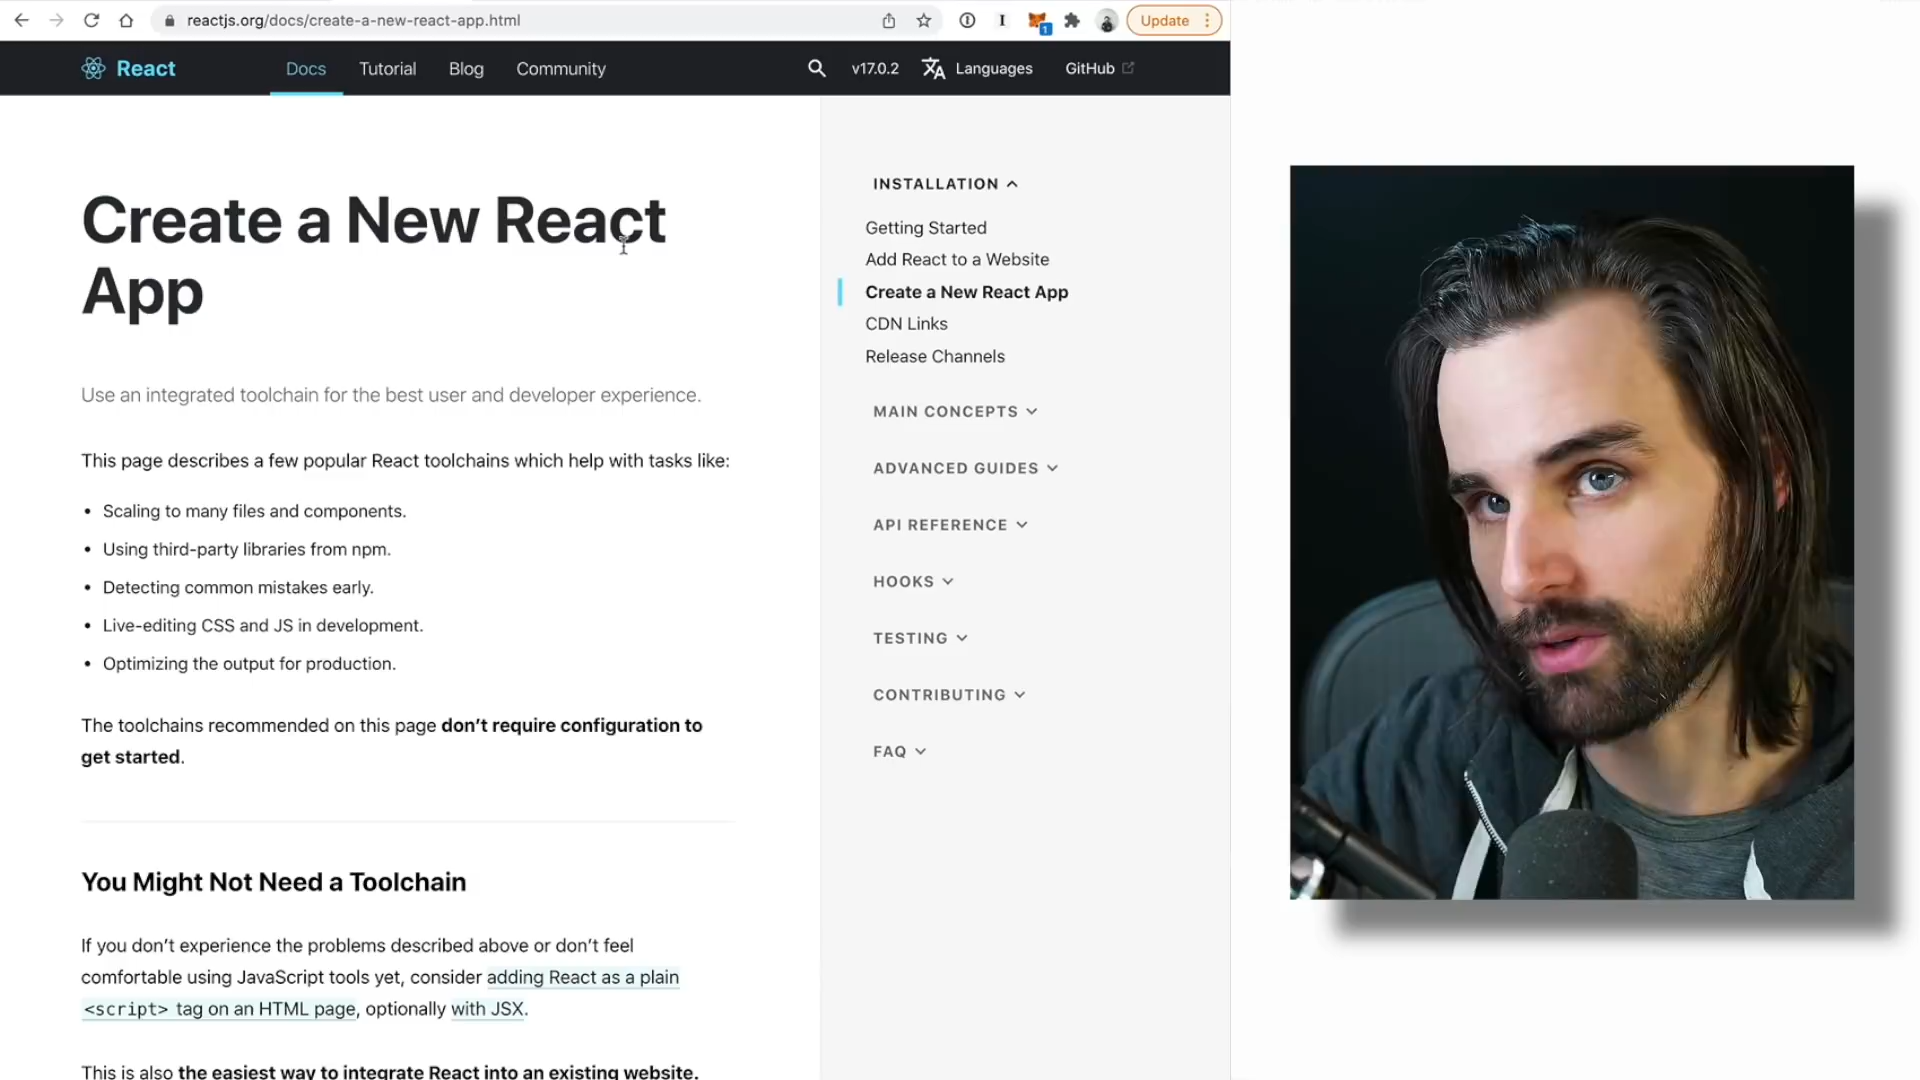 reactjs.org/docs/create-a-new-react-app.html
1
Update
React
Docs
Tutorial
Blog
Community
v17.0.2
Languages
GitHub
Create a New React
App
Use an integrated toolchain for the best user and developer experience.
This page describes a few popular React toolchains which help with tasks like:
• Scaling to many files and components.
• Using third-party libraries from npm.
• Detecting common mistakes early.
• Live-editing CSS and JS in development.
• Optimizing the output for production.
The toolchains recommended on this page don’t require configuration to
get started.
You Might Not Need a Toolchain
If you don’t experience the problems described above or don’t feel
comfortable using JavaScript tools yet, consider adding React as a plain
<script> tag on an HTML page, optionally with JSX.
This is also the easiest way to integrate React into an existing website.
INSTALLATION
Getting Started
Add React to a Website
Create a New React App
CDN Links
Release Channels
MAIN CONCEPTS
ADVANCED GUIDES
API REFERENCE
HOOKS
TESTING
CONTRIBUTING
FAQ